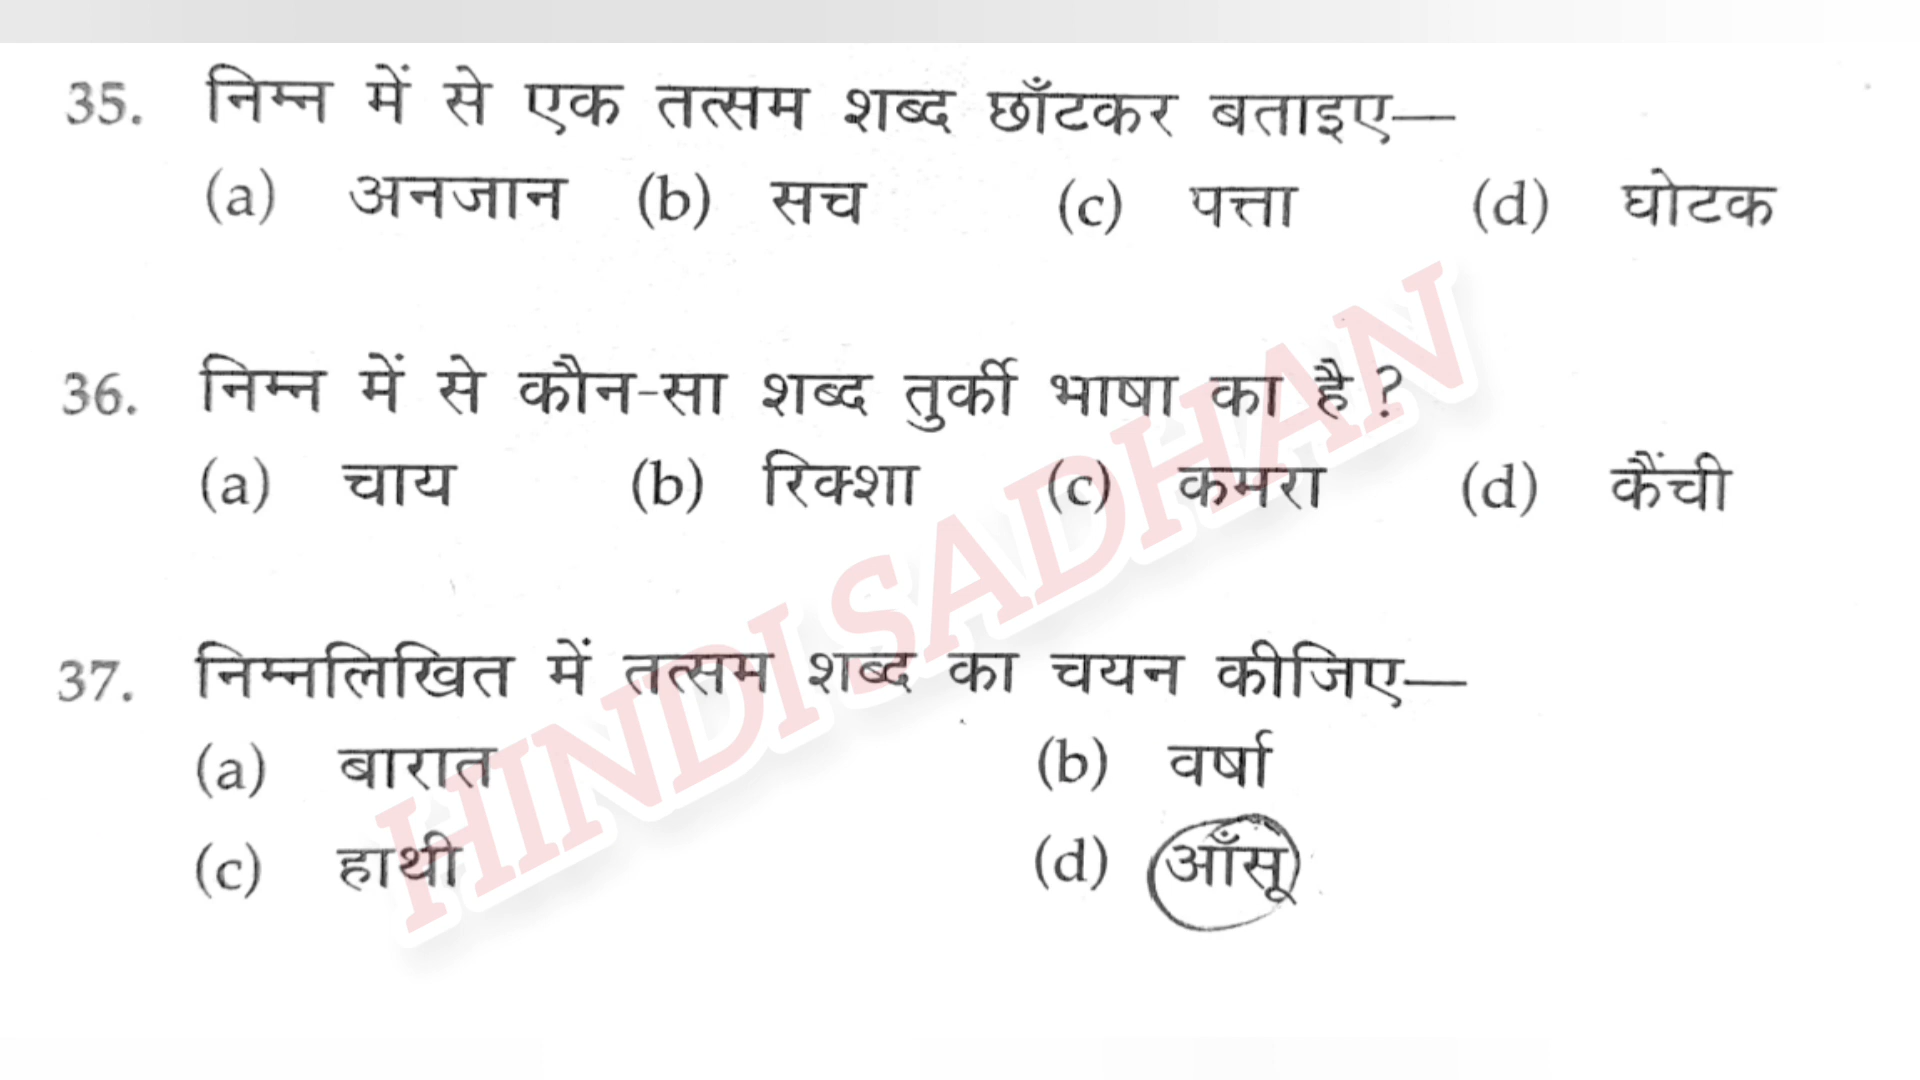 35. निम्न में से एक तत्सम शब्द छाँटकर बताइए—
(a) अनजान (b) सच (c) पत्ता (d) घोटक
36. निम्न में से कौन-सा शब्द तुर्की भाषा का है ?
(a) चाय (b) रिक्शा (c) कमरा (d) कैंची
37. निम्नलिखित में तत्सम शब्द का चयन कीजिए—
(a) बारात (b) वर्षा
(c) हाथी (d) आँसू
HINDI SADHAN